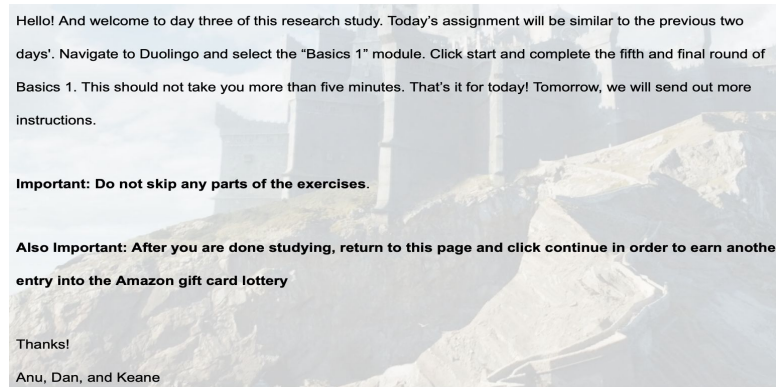 Hello! And welcome to day three of this research study. Today’s assignment will be similar to the previous two
days'. Navigate to Duolingo and select the “Basics 1” module. Click start and complete the fifth and final round of
Basics 1. This should not take you more than five minutes. That’s it for today! Tomorrow, we will send out more
instructions.
Important: Do not skip any parts of the exercises.
Also Important: After you are done studying, return to this page and click continue in order to earn anothe
entry into the Amazon gift card lottery
Thanks!
Anu, Dan, and Keane